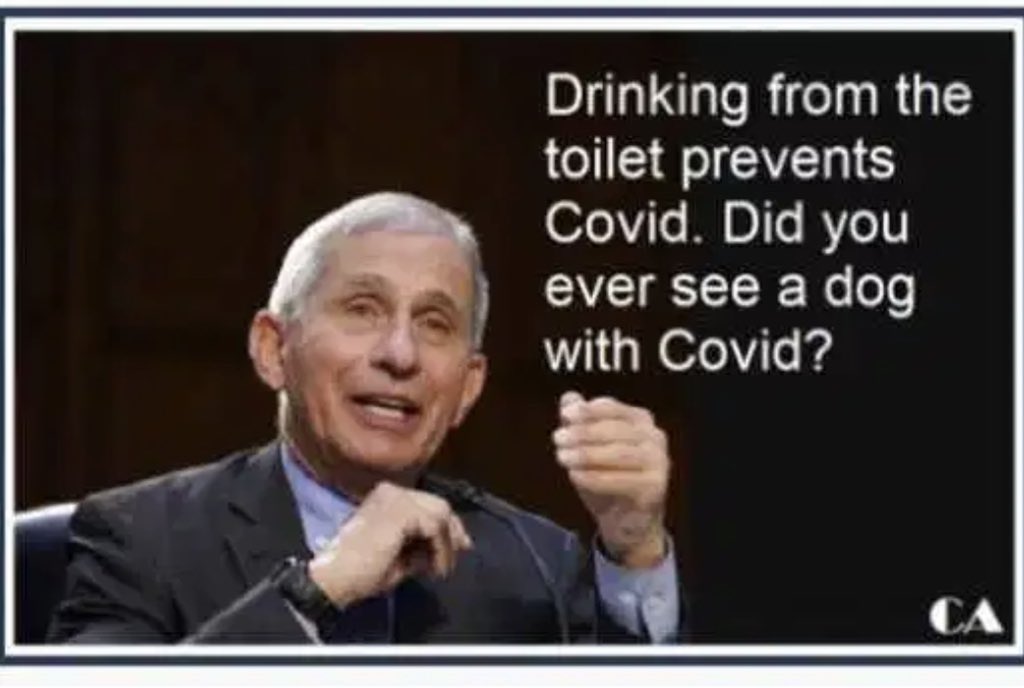 Drinking from the
toilet prevents
Covid. Did you
ever see a dog
with Covid?
CA